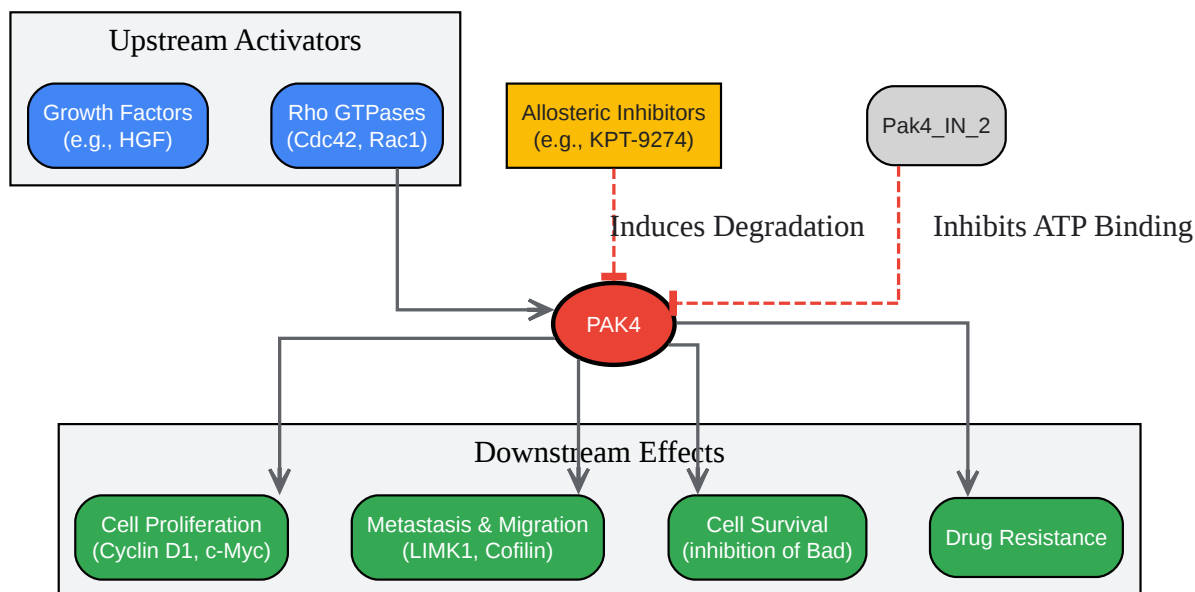 Upstream Activators
Growth Factors
(e.g., HGF)
Rho GTPases
(Cdc42, Rac1)
Allosteric Inhibitors
(e.g., KPT-9274)
Pak4_IN_2
Induces Degradation
Inhibits ATP Binding
PAK4
Downstream Effects
Cell Proliferation
(Cyclin D1, c-Myc)
Metastasis & Migration
(LIMK1, Cofilin)
Cell Survival
(inhibition of Bad)
Drug Resistance